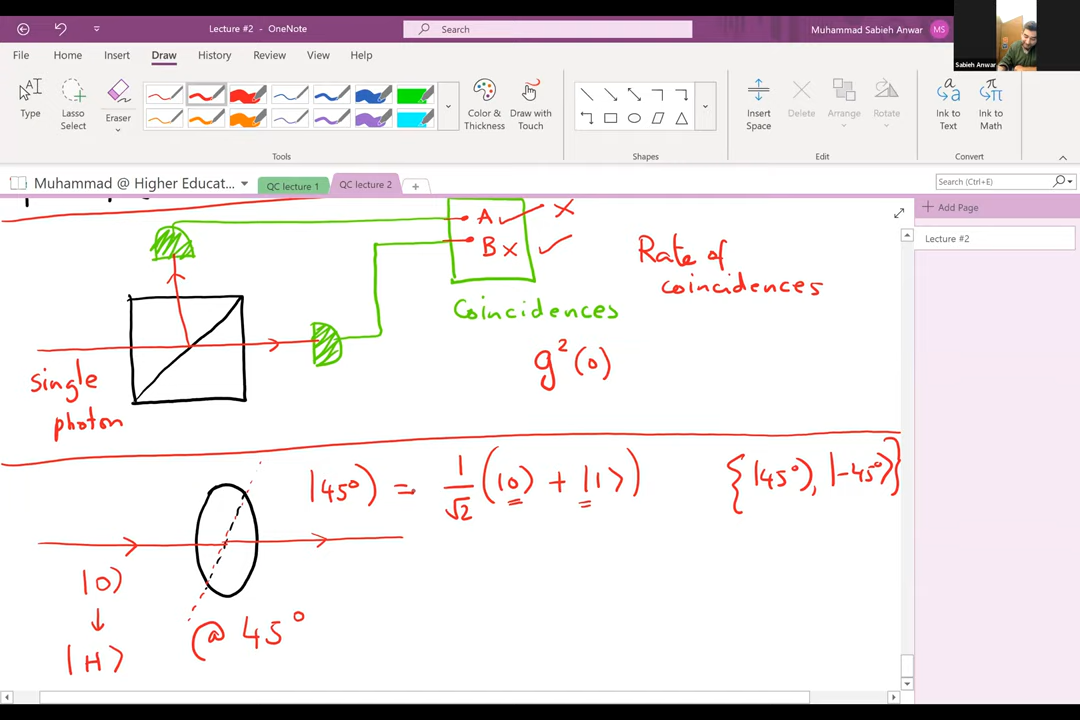 Lecture #2 - OneNote
Search
Muhammad Sabieh Anwar
MS
Sabieh Anwar
File Home Insert Draw History Review View Help
Type
Lasso Select
Eraser
Color & Thickness
Draw with Touch
Insert Space
Delete
Arrange
Rotate
Ink to Text
Ink to Math
Tools
Shapes
Edit
Convert
Muhammad @ Higher Educat...
QC lecture 1
QC lecture 2
Search (Ctrl+E)
Add Page
Lecture #2
A ✓ X
B X ✓
Rate of
coincidences
Coincidences
g²(0)
single
photon
|45°⟩ = 1/√2 (|0⟩ + |1⟩)
{|45°⟩, |-45°⟩}
|0⟩
↓
|H⟩
@ 45°